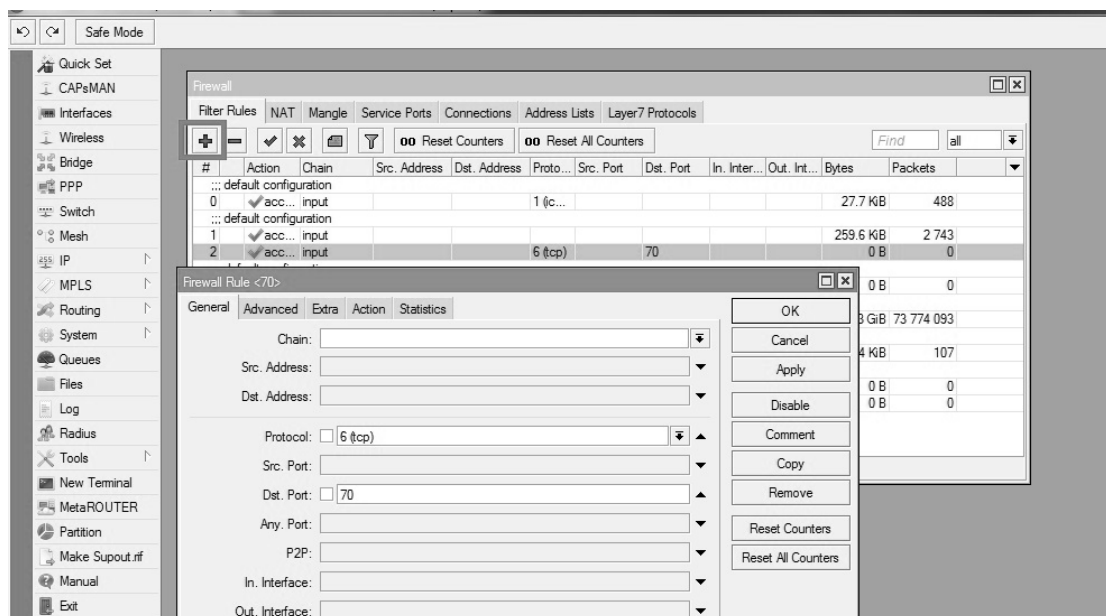 Safe Mode
Quick Set
CAPsMAN
Interfaces
Wireless
Bridge
PPP
Switch
Mesh
IP
MPLS
Routing
System
Queues
Files
Log
Radius
Tools
New Terminal
MetaROUTER
Partition
Make Supout.rif
Manual
Exit
Firewall
Filter Rules NAT Mangle Service Ports Connections Address Lists Layer7 Protocols
00 Reset Counters 00 Reset All Counters Find all
# Action Chain Src. Address Dst. Address Proto... Src. Port Dst. Port In. Inter... Out. Int... Bytes Packets
;;; default configuration
0 acc... input 1 (ic... 27.7 KiB 488
;;; default configuration
1 acc... input 259.6 KiB 2 743
2 acc... input 6 (tcp) 70 0 B 0
0 B 0
GiB 73 774 093
4 KiB 107
0 B 0
0 B 0
Firewall Rule <70>
General Advanced Extra Action Statistics
Chain:
Src. Address:
Dst. Address:
Protocol: 6 (tcp)
Src. Port:
Dst. Port: 70
Any. Port:
P2P:
In. Interface:
Out. Interface:
OK
Cancel
Apply
Disable
Comment
Copy
Remove
Reset Counters
Reset All Counters